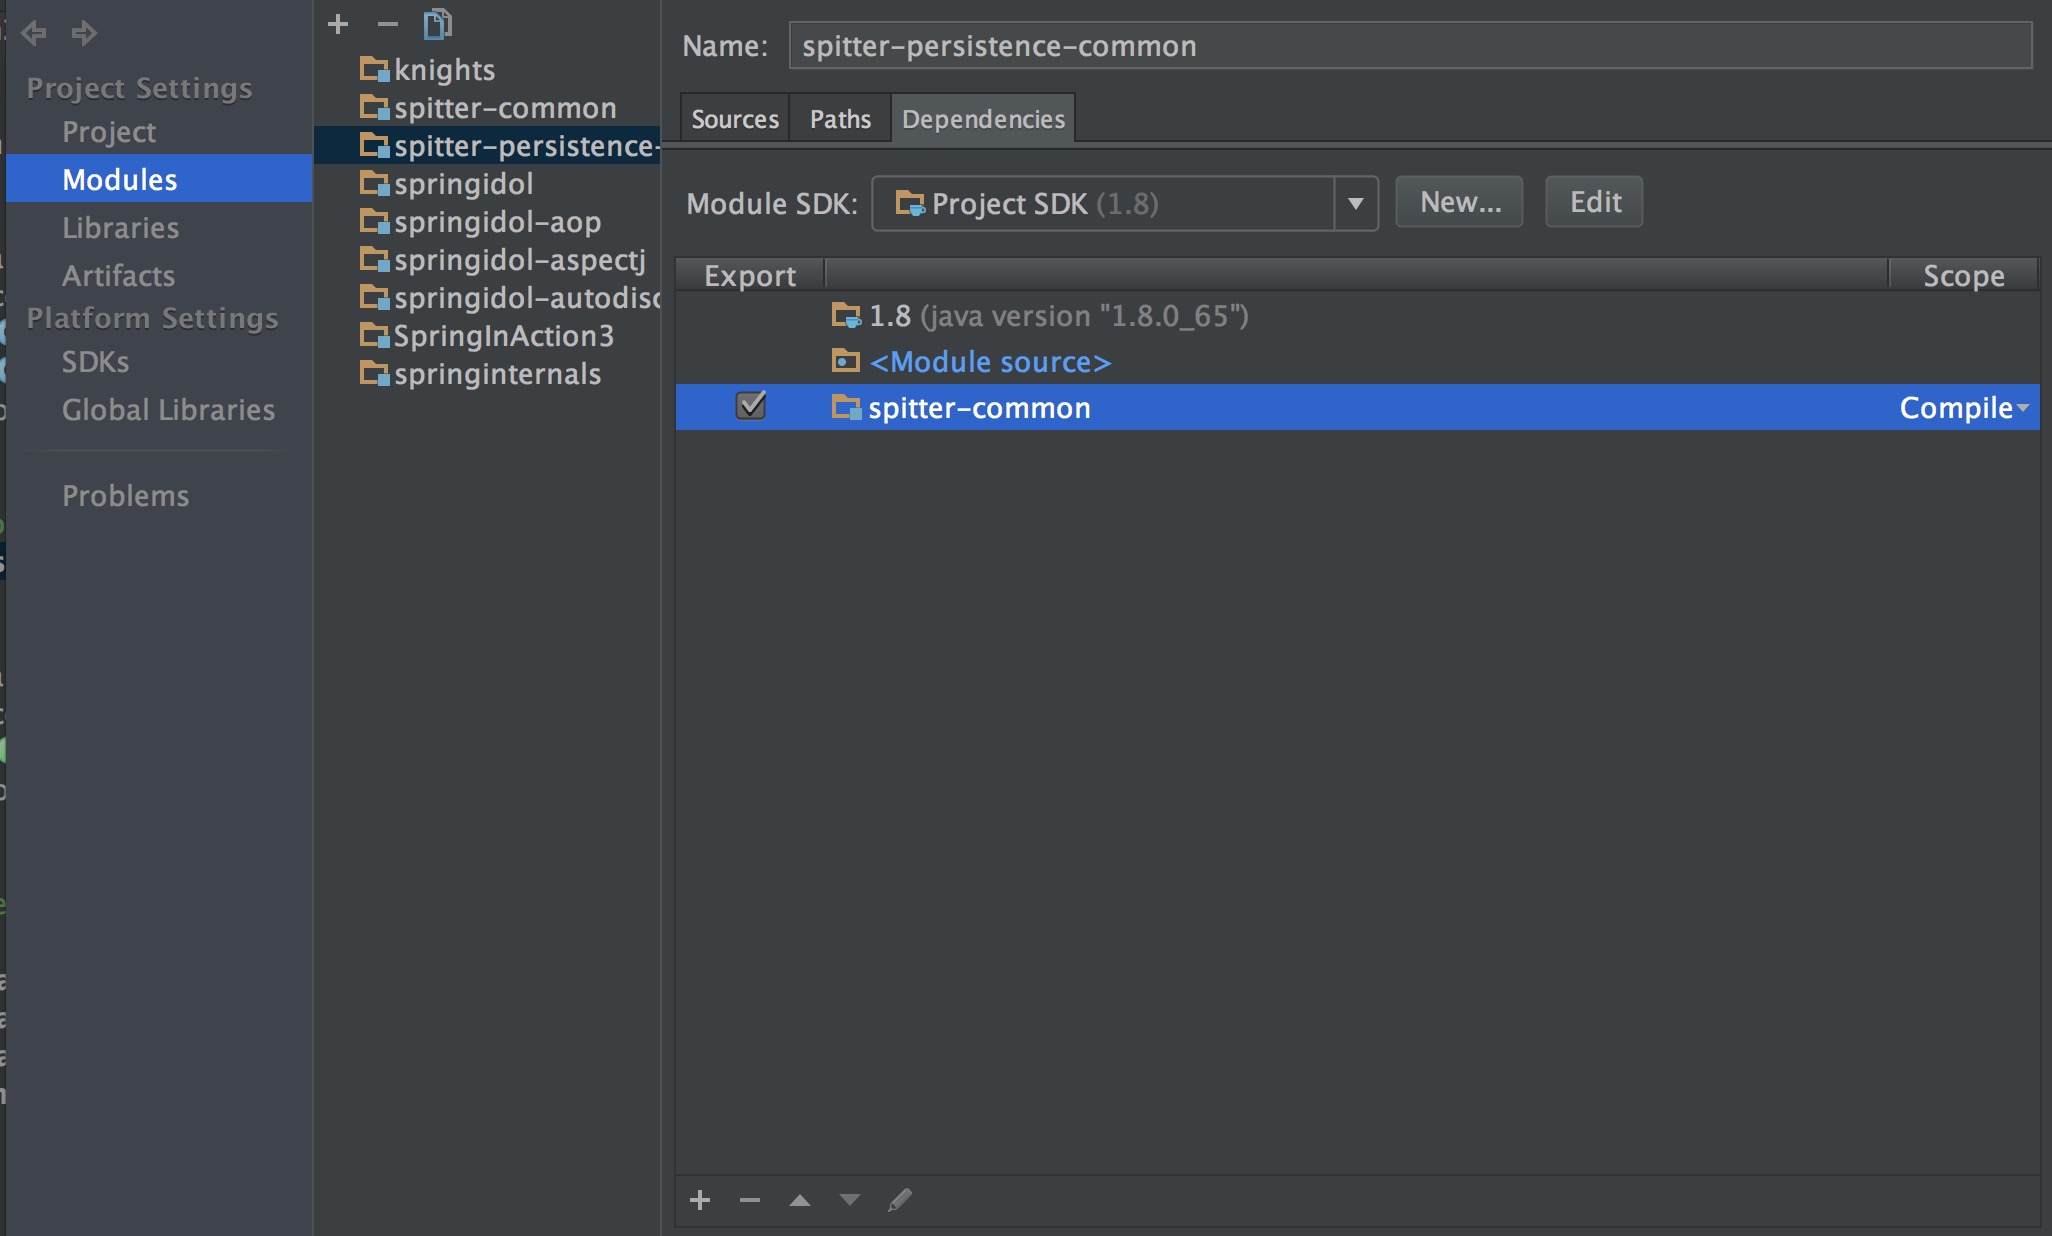 Project Settings
Project
Modules
Libraries
Artifacts
Platform Settings
SDKs
Global Libraries
Problems
knights
spitter-common
spitter-persistence-
springidol
springidol-aop
springidol-aspectj
springidol-autodisc
SpringInAction3
springinternals
Name: spitter-persistence-common
Sources Paths Dependencies
Module SDK: Project SDK (1.8) New... Edit
Export Scope
1.8 (java version "1.8.0_65")
<Module source>
spitter-common Compile